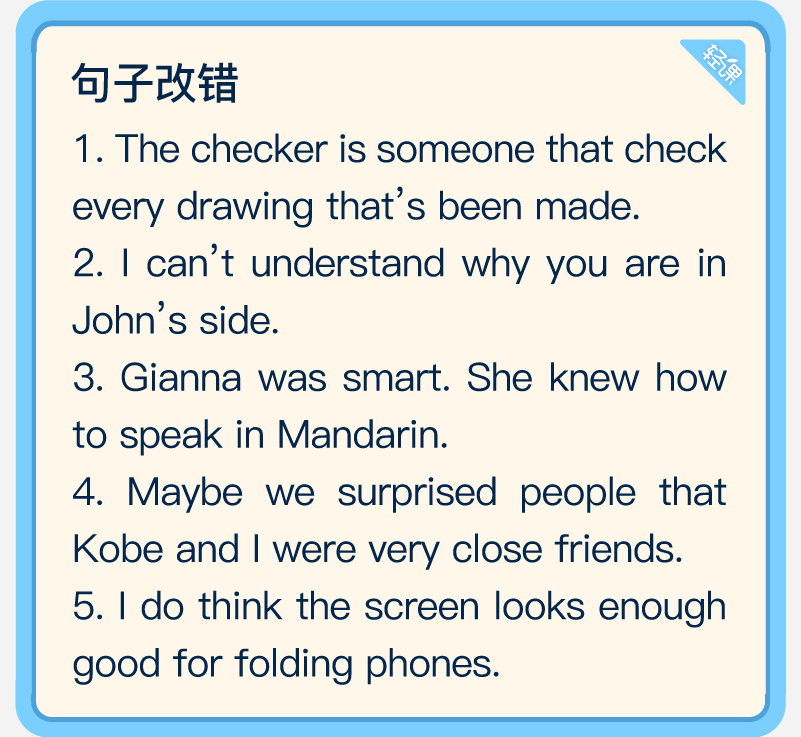 句子改错
轻课
1. The checker is someone that check
every drawing that’s been made.
2. I can’t understand why you are in
John’s side.
3. Gianna was smart. She knew how
to speak in Mandarin.
4. Maybe we surprised people that
Kobe and I were very close friends.
5. I do think the screen looks enough
good for folding phones.